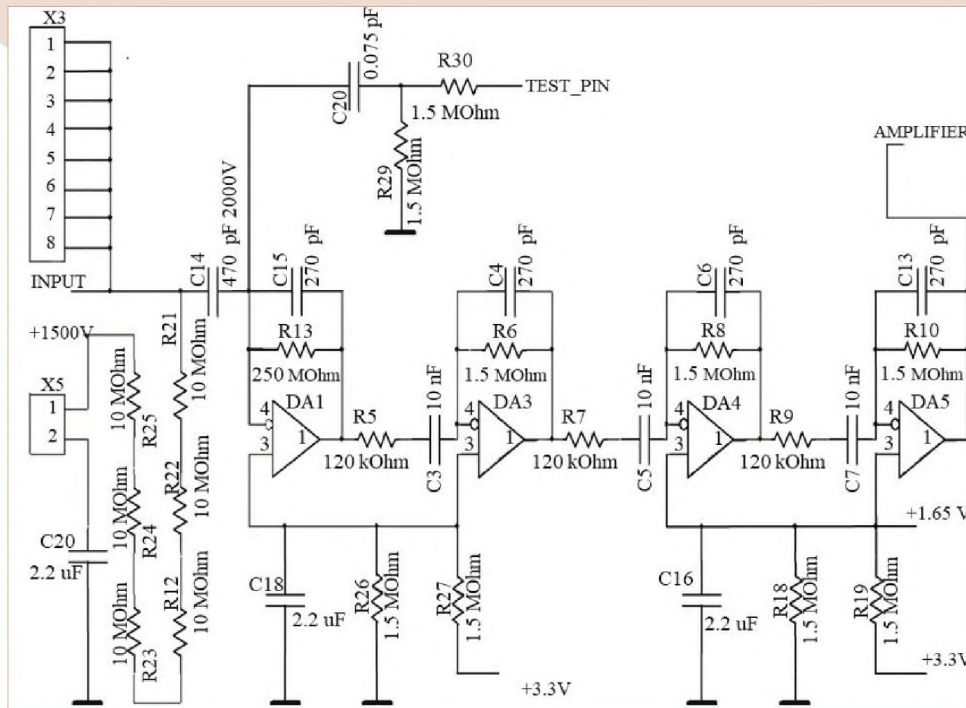 X3
1
2
3
4
5
6
7
8
INPUT
+1500V
X5
1
2
C20
2.2 uF
10 MOhm
R25
10 MOhm
R24
10 MOhm
R23
R21
10 MOhm
R22
10 MOhm
R12
10 MOhm
C14
470 pF 2000V
C20
0.075 pF
R30
1.5 MOhm
TEST_PIN
R29
1.5 MOhm
C15
270 pF
R13
250 MOhm
DA1
4
3
1
R5
120 kOhm
C3
10 nF
C18
2.2 uF
R26
1.5 MOhm
R27
1.5 MOhm
+3.3V
C4
270 pF
R6
1.5 MOhm
DA3
4
3
1
R7
120 kOhm
C5
10 nF
C6
270 pF
R8
1.5 MOhm
DA4
4
3
1
R9
120 kOhm
C7
10 nF
C16
2.2 uF
R18
1.5 MOhm
R19
1.5 MOhm
+1.65 V
+3.3V
AMPLIFIER
C13
270 pF
R10
1.5 MOhm
DA5
4
3
1